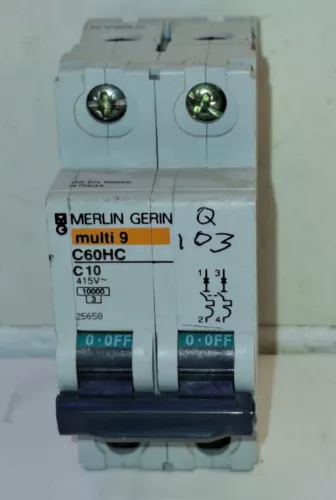 MERLIN GERIN
multi 9
C60HC
C10
415V~
10000
3
25658
Q
103
1 3
2 4
O·OFF O·OFF